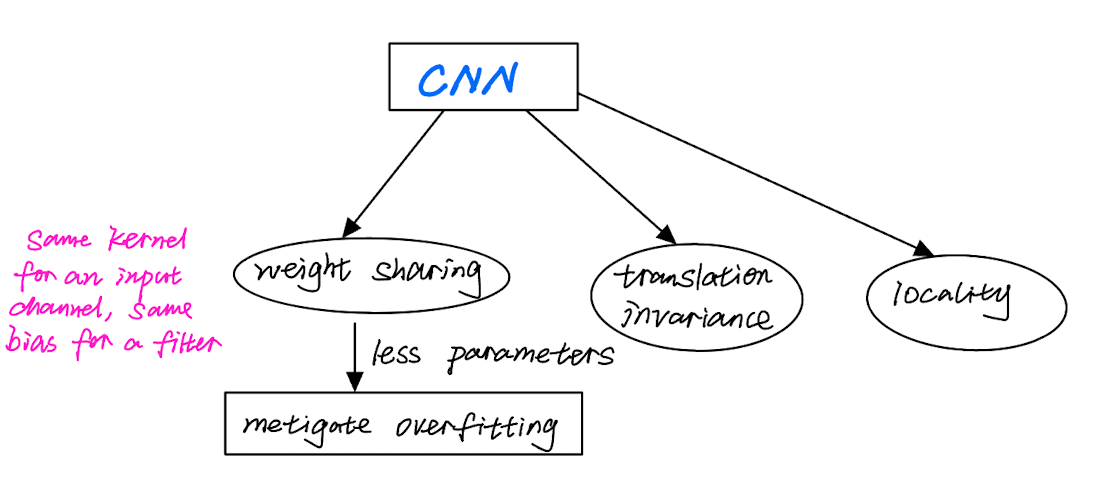 CNN
same kernel
for an input
channel, same
bias for a filter
weight sharing
translation
invariance
locality
less parameters
metigate overfitting